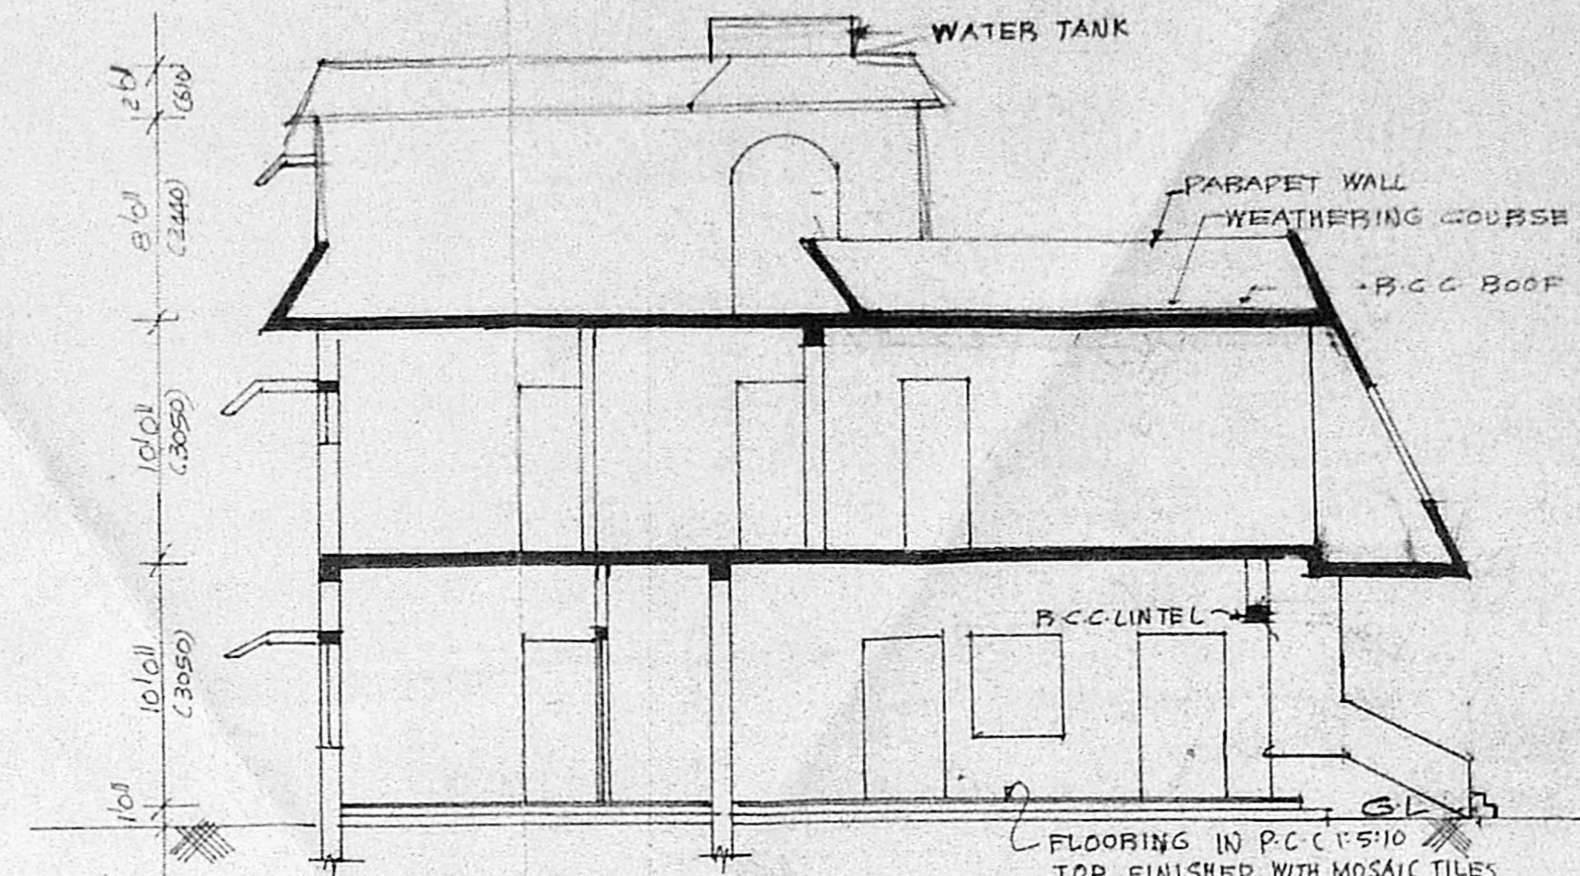 WATER TANK
2'0"
(610)
PARAPET WALL
WEATHERING COURSE
8'0"
(2440)
R.C.C ROOF
10'0"
(3050)
R.C.C. LINTEL
10'0"
(3050)
1'0"
G.L
FLOORING IN P.C.C 1:5:10
TOP FINISHED WITH MOSAIC TILES